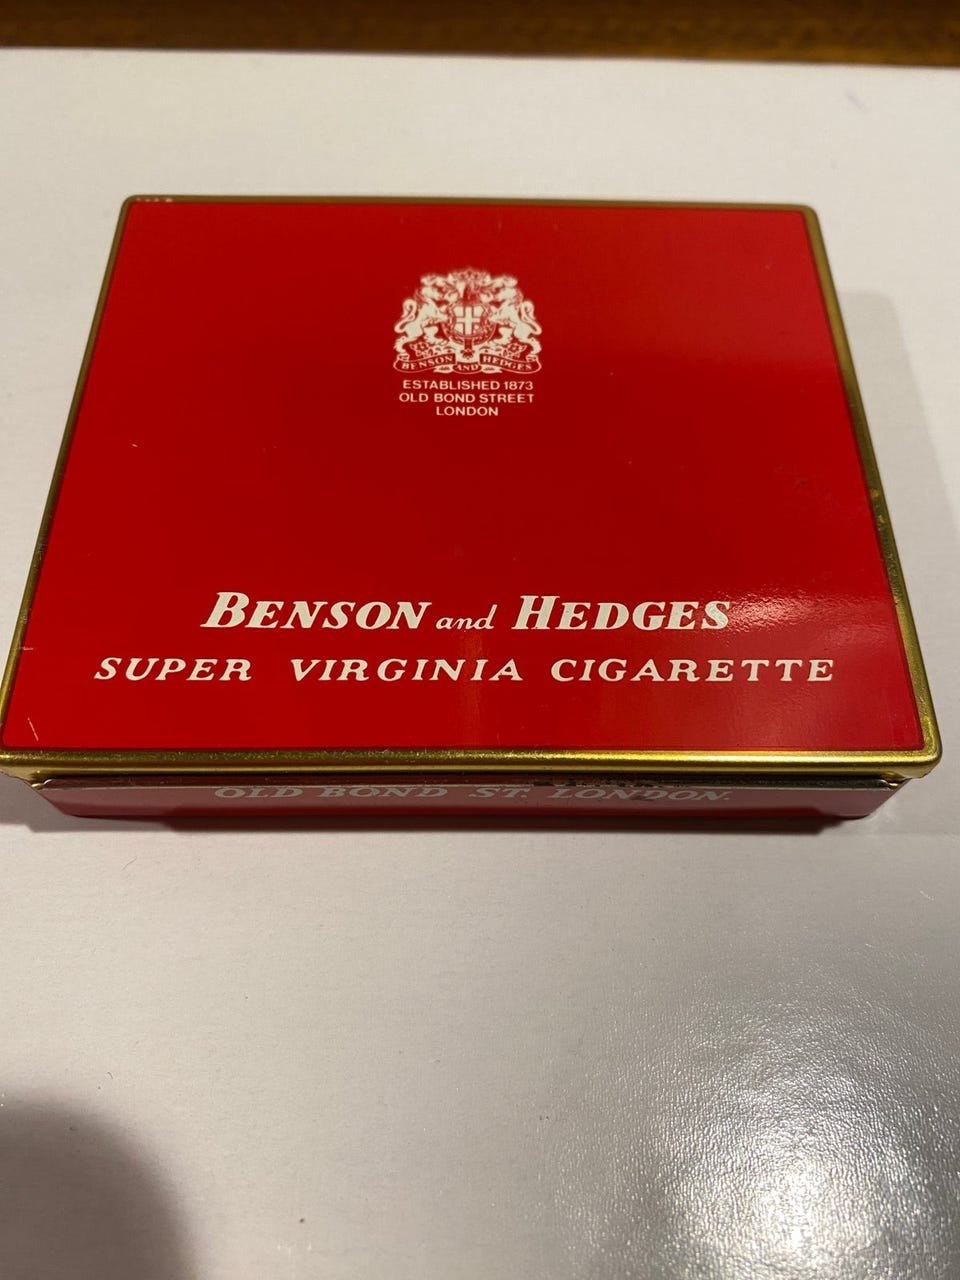 BENSON AND HEDGES
ESTABLISHED 1873
OLD BOND STREET
LONDON
BENSON and HEDGES
SUPER VIRGINIA CIGARETTE
OLD BOND ST. LONDON.